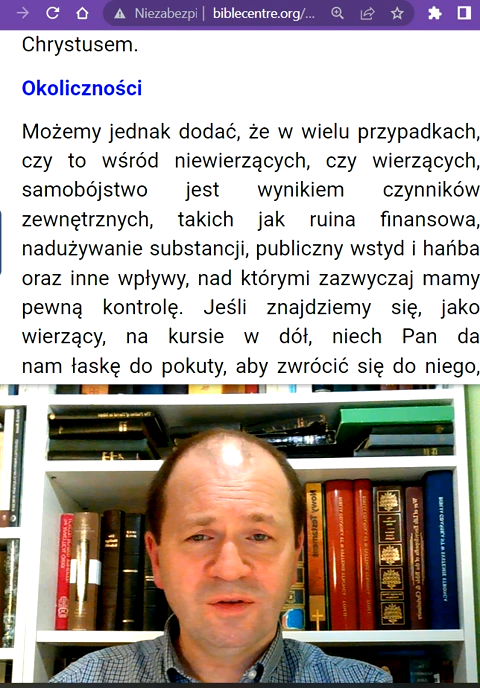 Niezabezpi
biblecentre.org/...
Chrystusem.
Okoliczności
Możemy jednak dodać, że w wielu przypadkach,
czy to wśród niewierzących, czy wierzących,
samobójstwo jest wynikiem czynników
zewnętrznych, takich jak ruina finansowa,
nadużywanie substancji, publiczny wstyd i hańba
oraz inne wpływy, nad którymi zazwyczaj mamy
pewną kontrolę. Jeśli znajdziemy się, jako
wierzący, na kursie w dół, niech Pan da
nam łaskę do pokuty, aby zwrócić się do niego,